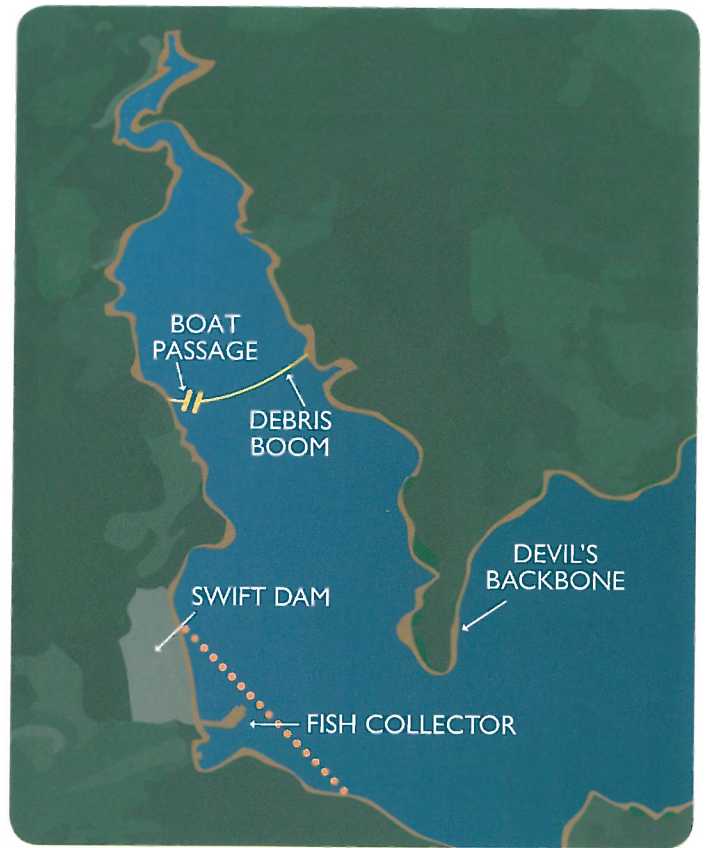 BOAT
PASSAGE
DEBRIS
BOOM
DEVIL'S
BACKBONE
SWIFT DAM
FISH COLLECTOR